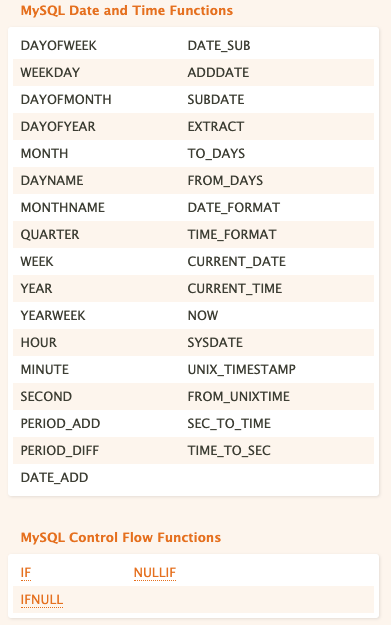 MySQL Date and Time Functions
DAYOFWEEK DATE_SUB
WEEKDAY ADDDATE
DAYOFMONTH SUBDATE
DAYOFYEAR EXTRACT
MONTH TO_DAYS
DAYNAME FROM_DAYS
MONTHNAME DATE_FORMAT
QUARTER TIME_FORMAT
WEEK CURRENT_DATE
YEAR CURRENT_TIME
YEARWEEK NOW
HOUR SYSDATE
MINUTE UNIX_TIMESTAMP
SECOND FROM_UNIXTIME
PERIOD_ADD SEC_TO_TIME
PERIOD_DIFF TIME_TO_SEC
DATE_ADD
MySQL Control Flow Functions
IF NULLIF
IFNULL